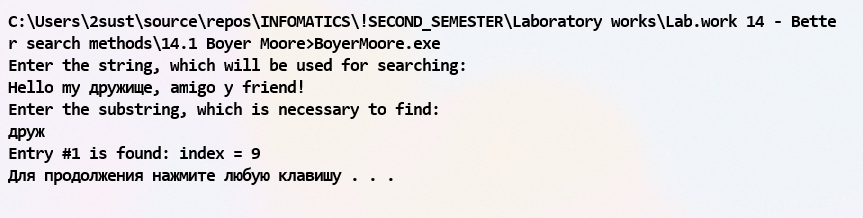 C:\Users\2sust\source\repos\INFOMATICS\!SECOND_SEMESTER\Laboratory works\Lab.work 14 - Bette
r search methods\14.1 Boyer Moore>BoyerMoore.exe
Enter the string, which will be used for searching:
Hello my дружище, amigo y friend!
Enter the substring, which is necessary to find:
друж
Entry #1 is found: index = 9
Для продолжения нажмите любую клавишу . . .